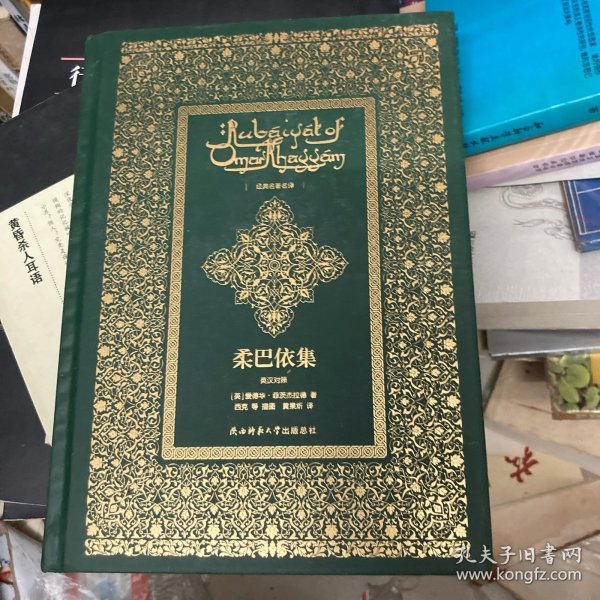 Rubáiyát of
Omar Khayyám
经典名著名译
柔巴依集
英汉对照
[英]爱德华·菲茨杰拉德 著
西克 等 插图 黄杲炘 译
陕西师范大学出版总社
黄昏杀人耳语
孔夫子旧书网
www.kongfz.com